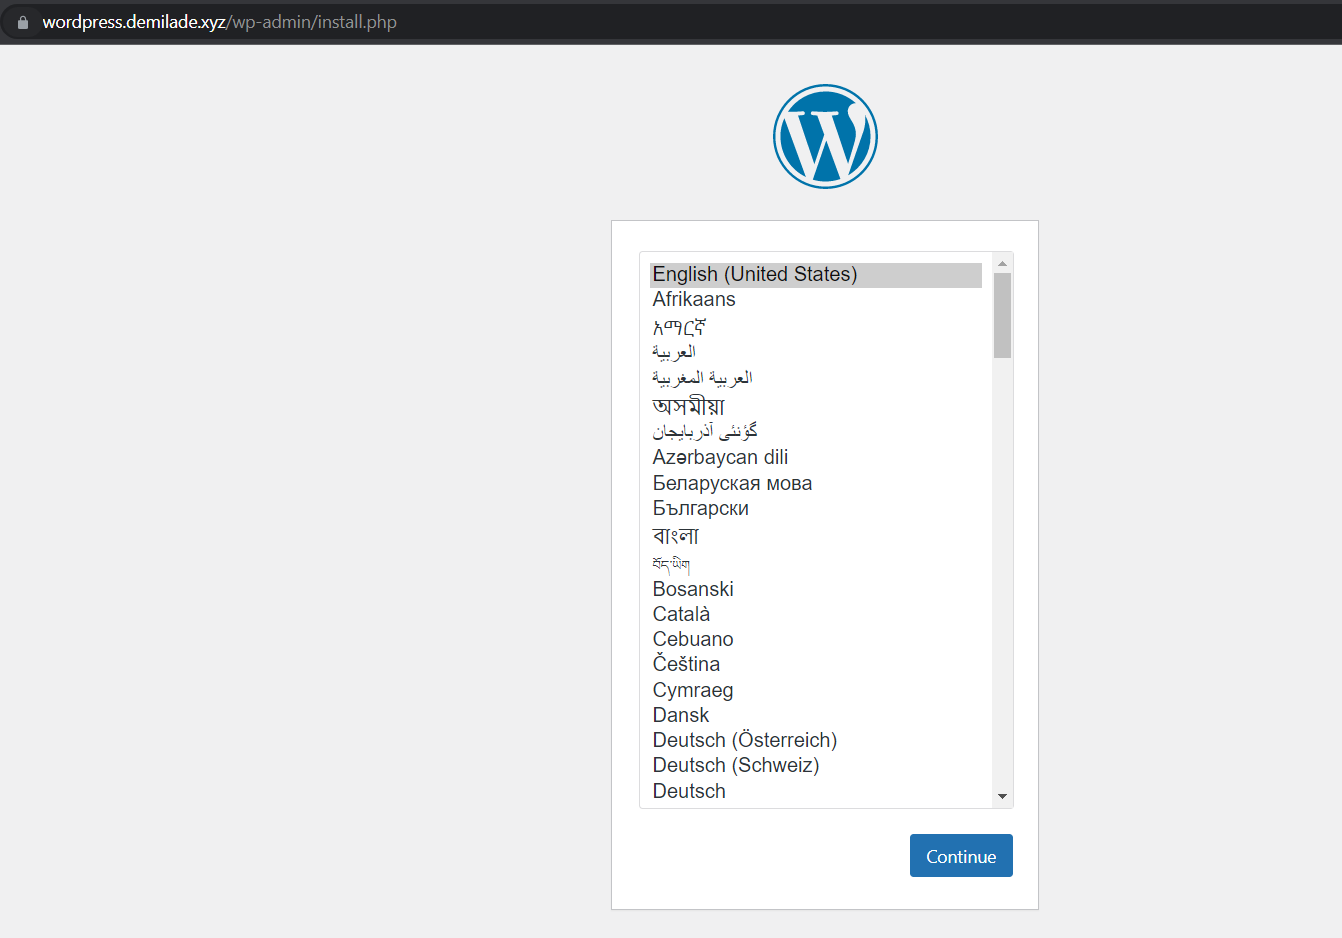 wordpress.demilade.xyz/wp-admin/install.php
English (United States)
Afrikaans
አማርኛ
العربية
العربية المغربية
অসমীয়া
گؤنئی آذربایجان
Azərbaycan dili
Беларуская мова
Български
বাংলা
བོད་ཡིག
Bosanski
Català
Cebuano
Čeština
Cymraeg
Dansk
Deutsch (Österreich)
Deutsch (Schweiz)
Deutsch
Continue